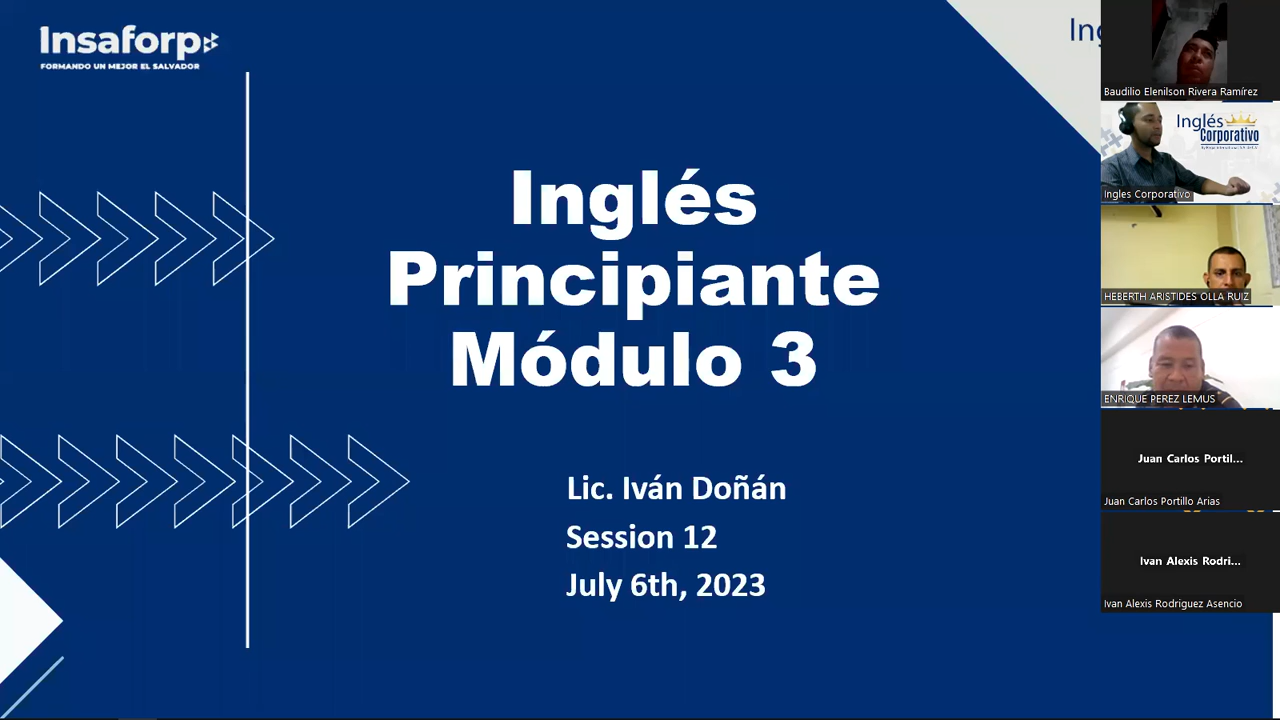 Insaforp
FORMANDO UN MEJOR EL SALVADOR
Inglés
Principiante
Módulo 3
Lic. Iván Doñán
Session 12
July 6th, 2023
Ing
Baudilio Elenilson Rivera Ramírez
Inglés
Corporativo
Ingles Corporativo
HEBERTH ARISTIDES OLLA RUIZ
ENRIQUE PEREZ LEMUS
Juan Carlos Portil...
Juan Carlos Portillo Arias
Ivan Alexis Rodri...
Ivan Alexis Rodriguez Asencio